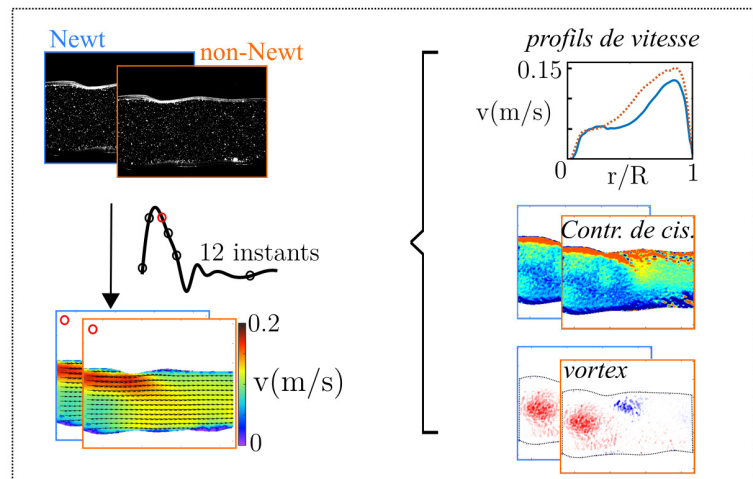 Newt
non-Newt
12 instants
0.2
v(m/s)
0
profils de vitesse
0.15
v(m/s)
0
r/R
1
Contr. de cis.
vortex